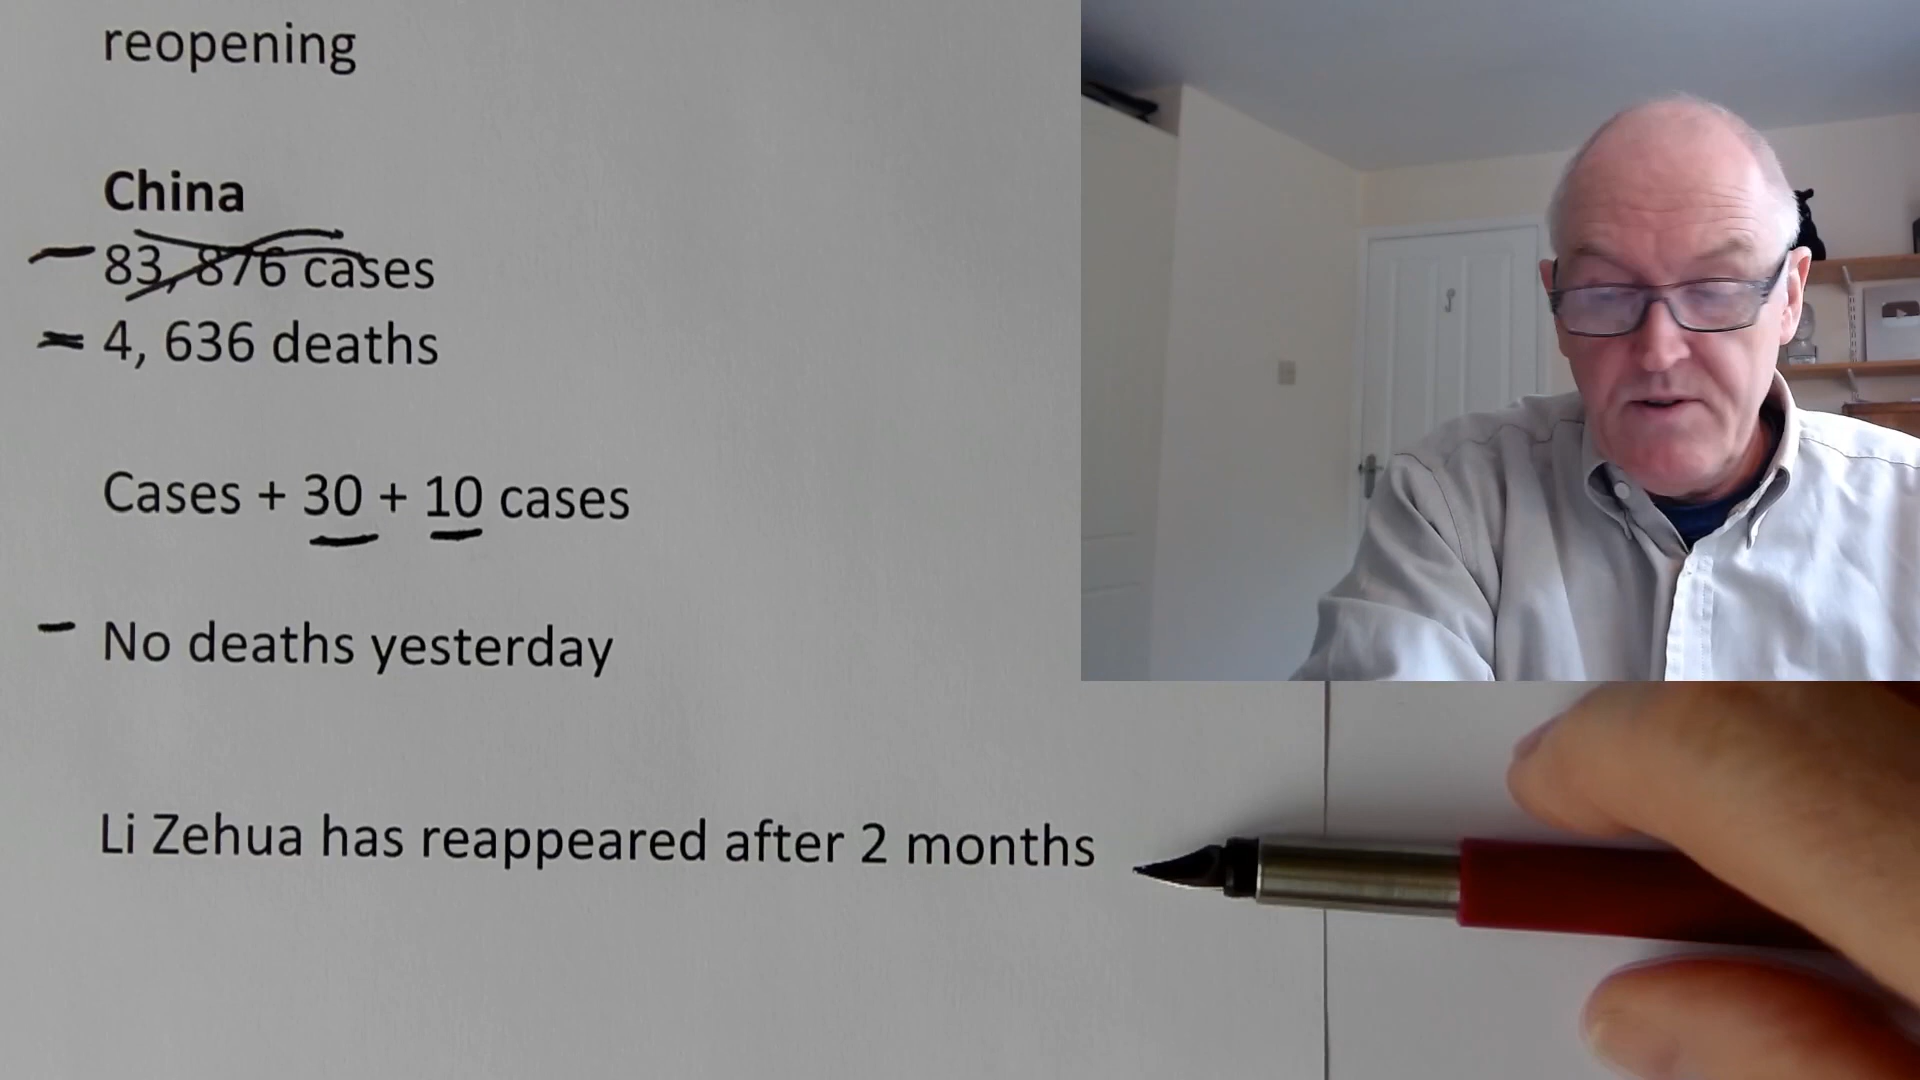 reopening
China
83, 876 cases
4, 636 deaths
Cases + 30 + 10 cases
No deaths yesterday
Li Zehua has reappeared after 2 months